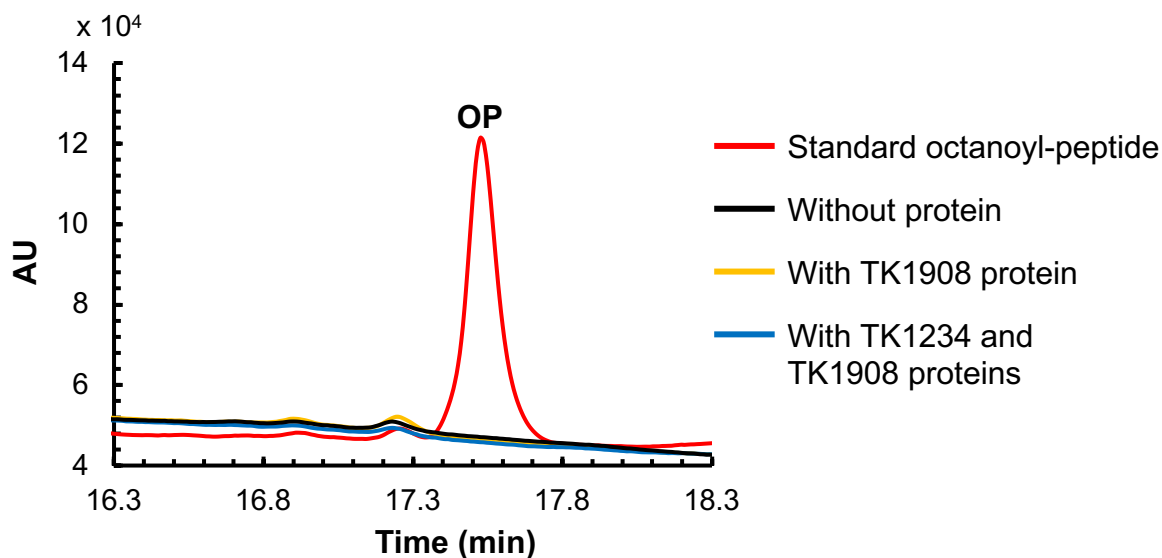 x 10⁴
14
12
10
8
6
4
AU
OP
16.3 16.8 17.3 17.8 18.3
Time (min)
Standard octanoyl-peptide
Without protein
With TK1908 protein
With TK1234 and
TK1908 proteins